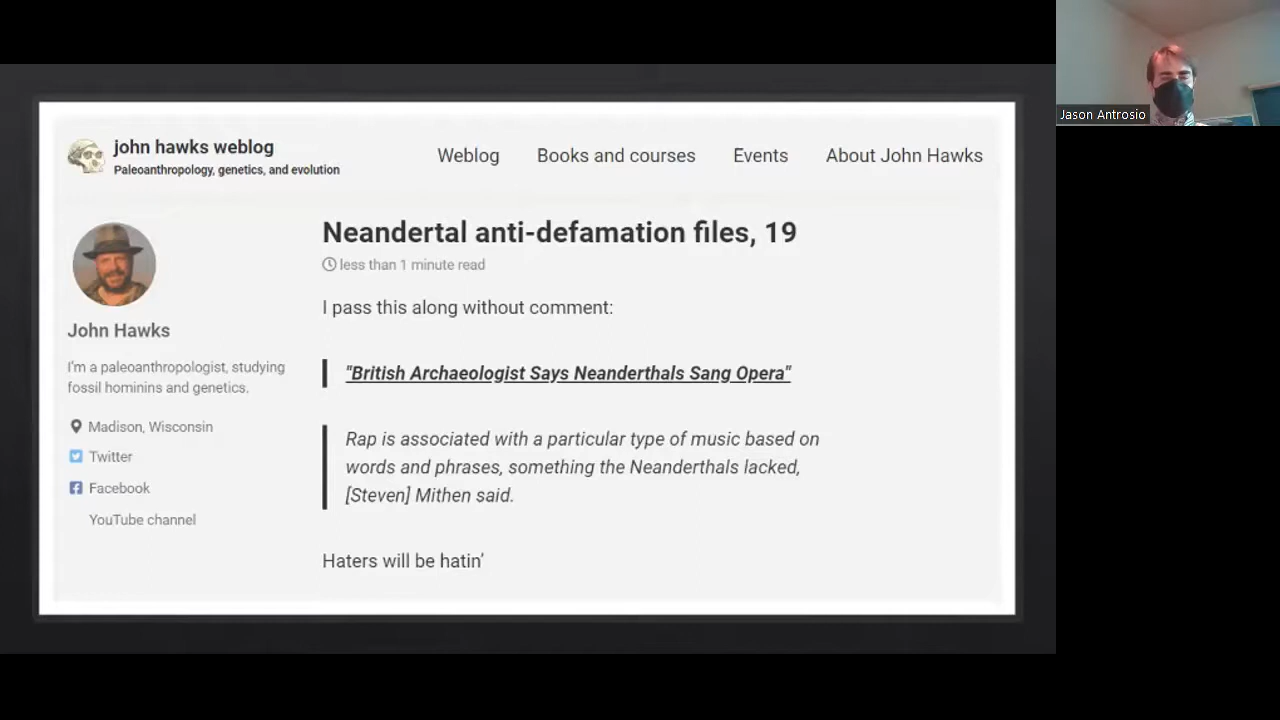 john hawks weblog
Paleoanthropology, genetics, and evolution
Weblog Books and courses Events About John Hawks
Jason Antrosio
John Hawks
I'm a paleoanthropologist, studying
fossil hominins and genetics.
Madison, Wisconsin
Twitter
Facebook
YouTube channel
Neandertal anti-defamation files, 19
less than 1 minute read
I pass this along without comment:
"British Archaeologist Says Neanderthals Sang Opera"
Rap is associated with a particular type of music based on
words and phrases, something the Neanderthals lacked,
[Steven] Mithen said.
Haters will be hatin’